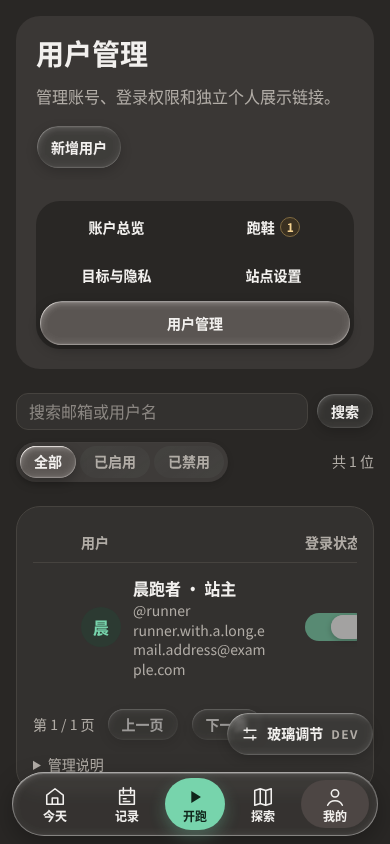 用户管理
管理账号、登录权限和独立个人展示链接。
新增用户
账户总览 跑鞋 1
目标与隐私 站点设置
用户管理
搜索邮箱或用户名 搜索
全部 已启用 已禁用 共 1 位
用户 登录状态
晨 晨跑者 · 站主
@runner
runner.with.a.long.e
mail.address@exam
ple.com
第 1 / 1 页 上一页 下一
玻璃调节 DEV
管理说明
今天 记录 开跑 探索 我的